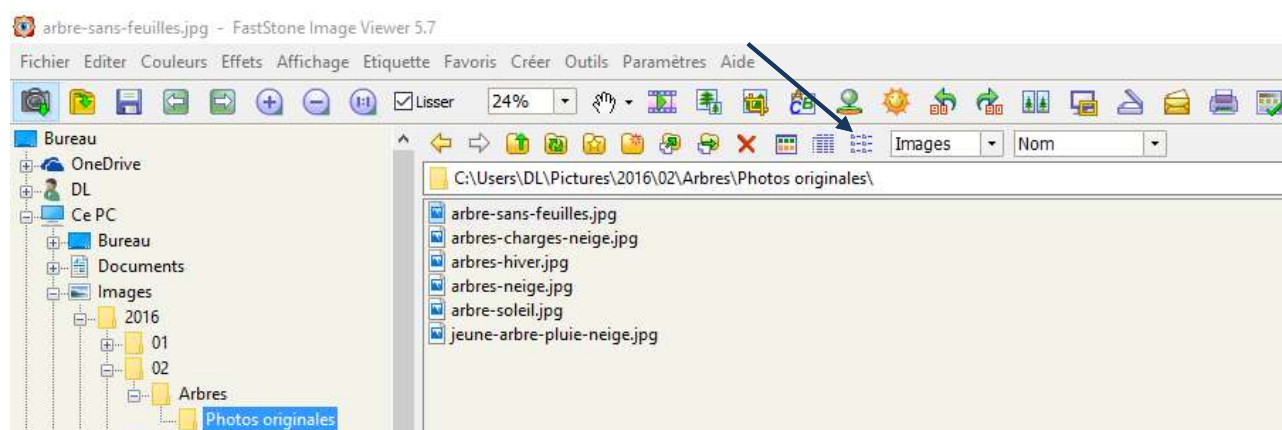 arbre-sans-feuilles.jpg - FastStone Image Viewer 5.7
Fichier Editer Couleurs Effets Affichage Etiquette Favoris Créer Outils Paramètres Aide
Lisser 24%
Images Nom
C:\Users\DL\Pictures\2016\02\Arbres\Photos originales\
Bureau
OneDrive
DL
Ce PC
Bureau
Documents
Images
2016
01
02
Arbres
Photos originales
arbre-sans-feuilles.jpg
arbres-charges-neige.jpg
arbres-hiver.jpg
arbres-neige.jpg
arbre-soleil.jpg
jeune-arbre-pluie-neige.jpg